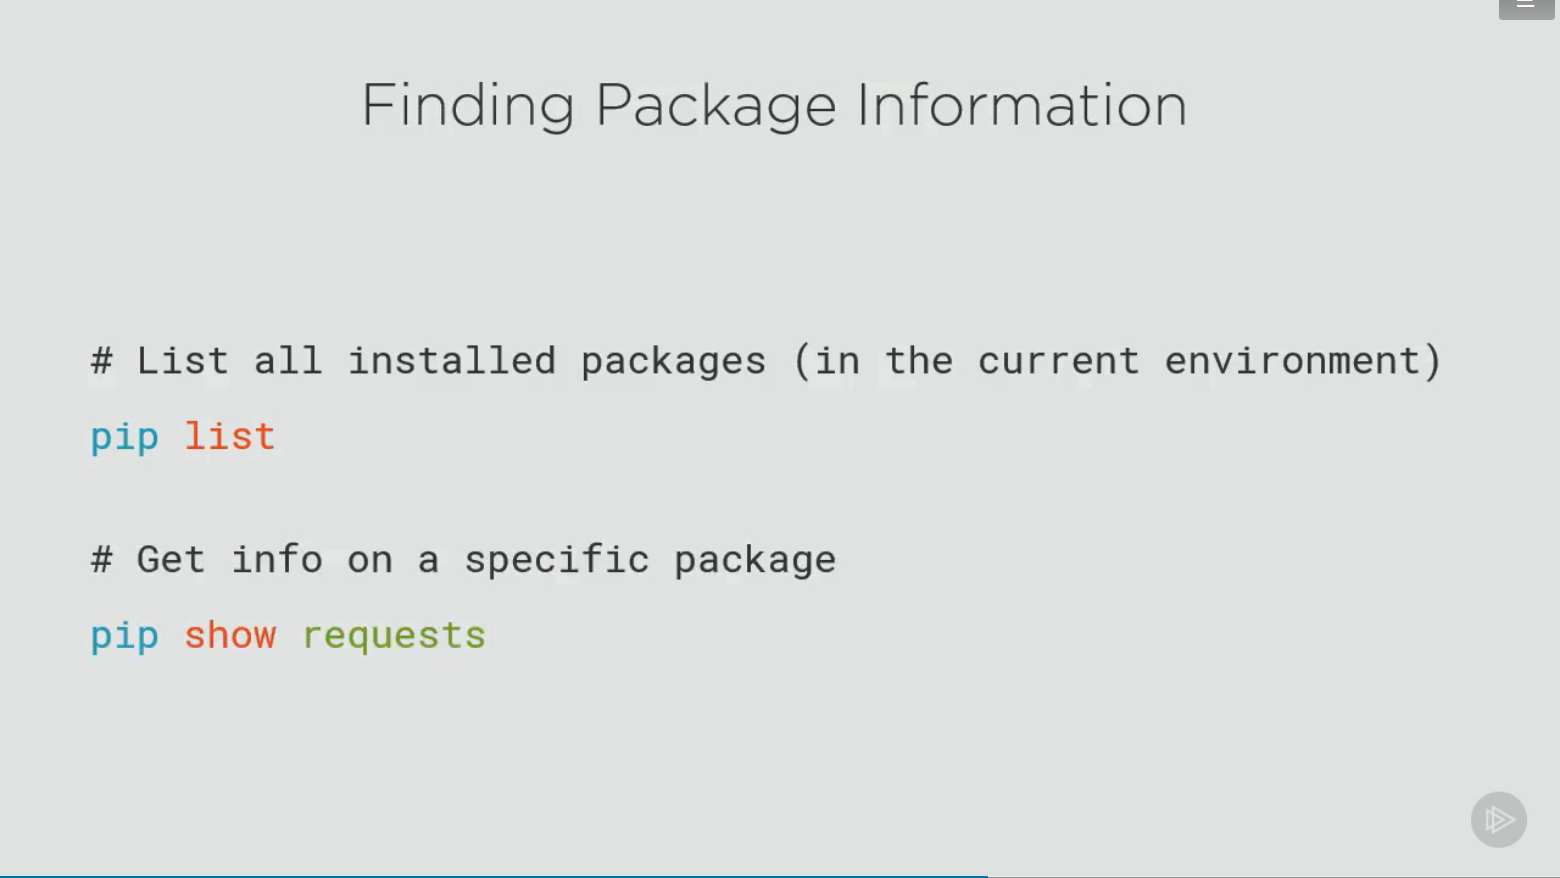 Finding Package Information
# List all installed packages (in the current environment)
pip list
# Get info on a specific package
pip show requests